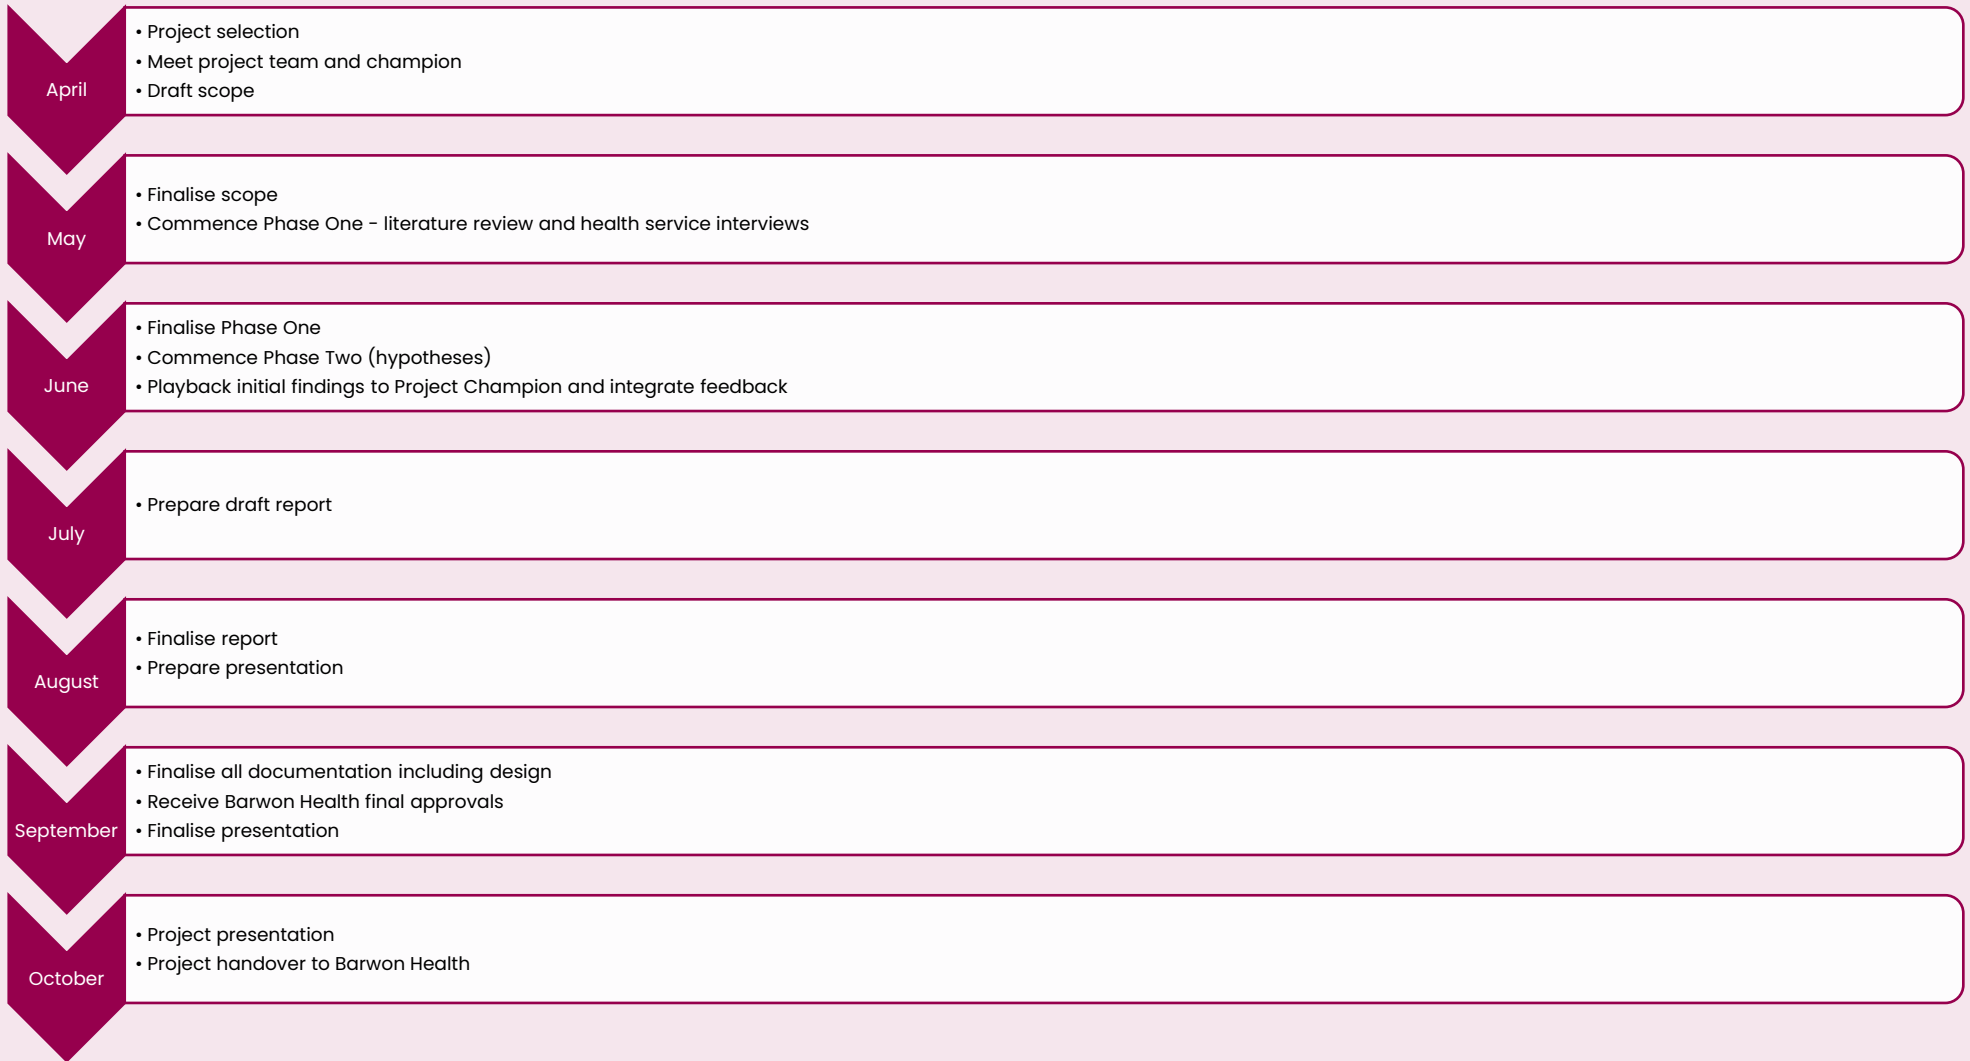 April
• Project selection
• Meet project team and champion
• Draft scope
May
• Finalise scope
• Commence Phase One - literature review and health service interviews
June
• Finalise Phase One
• Commence Phase Two (hypotheses)
• Playback initial findings to Project Champion and integrate feedback
July
• Prepare draft report
August
• Finalise report
• Prepare presentation
September
• Finalise all documentation including design
• Receive Barwon Health final approvals
• Finalise presentation
October
• Project presentation
• Project handover to Barwon Health